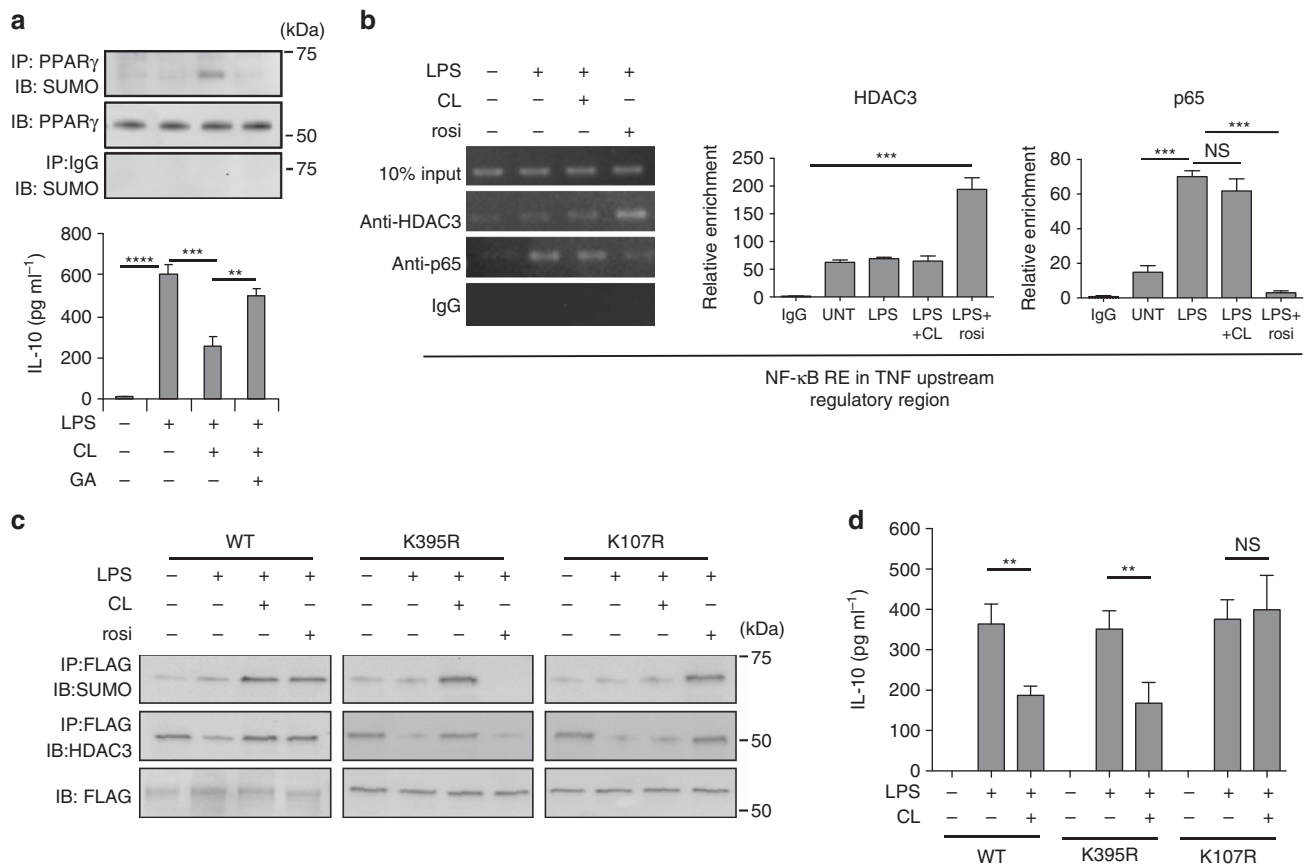 a
(kDa)
IP: PPARγ
IB: SUMO
75
IB: PPARγ
50
IP:IgG
IB: SUMO
75
IL-10 (pg ml⁻¹)
800
600
400
200
0
**** *** **
LPS – + + +
CL – – + +
GA – – – +
b
LPS – + + +
CL – – + –
rosi – – – +
10% input
Anti-HDAC3
Anti-p65
IgG
HDAC3
Relative enrichment
250
200
150
100
50
0
***
IgG UNT LPS LPS +CL LPS+ rosi
p65
Relative enrichment
80
60
40
20
0
*** NS ***
IgG UNT LPS LPS +CL LPS+ rosi
NF-κB RE in TNF upstream
regulatory region
c
WT K395R K107R
LPS – + + + – + + + – + + +
CL – – + – – – + – – – + –
rosi – – – + – – – + – – – +
(kDa)
IP:FLAG
IB:SUMO
75
IP:FLAG
IB:HDAC3
50
IB: FLAG
50
d
IL-10 (pg ml⁻¹)
600
500
400
300
200
100
0
** ** NS
LPS – + + – + + – + +
CL – – + – – + – – +
WT K395R K107R